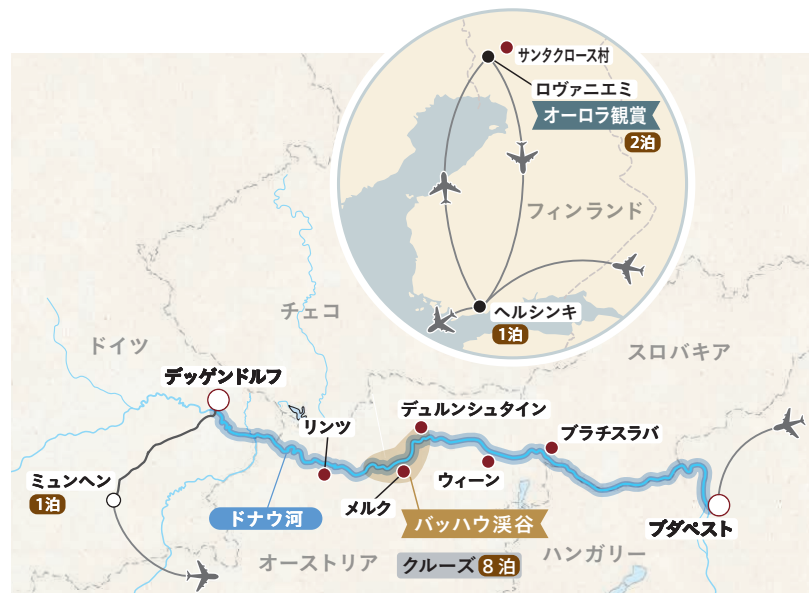 サンタクロース村
ロヴァニエミ
オーロラ観賞
2泊
フィンランド
ヘルシンキ
1泊
チェコ
ドイツ
スロバキア
デッゲンドルフ
デュルンシュタイン
リンツ
ブラチスラバ
ミュンヘン
1泊
メルク
ウィーン
ドナウ河
バッハウ渓谷
ブダペスト
オーストリア
クルーズ 8泊
ハンガリー